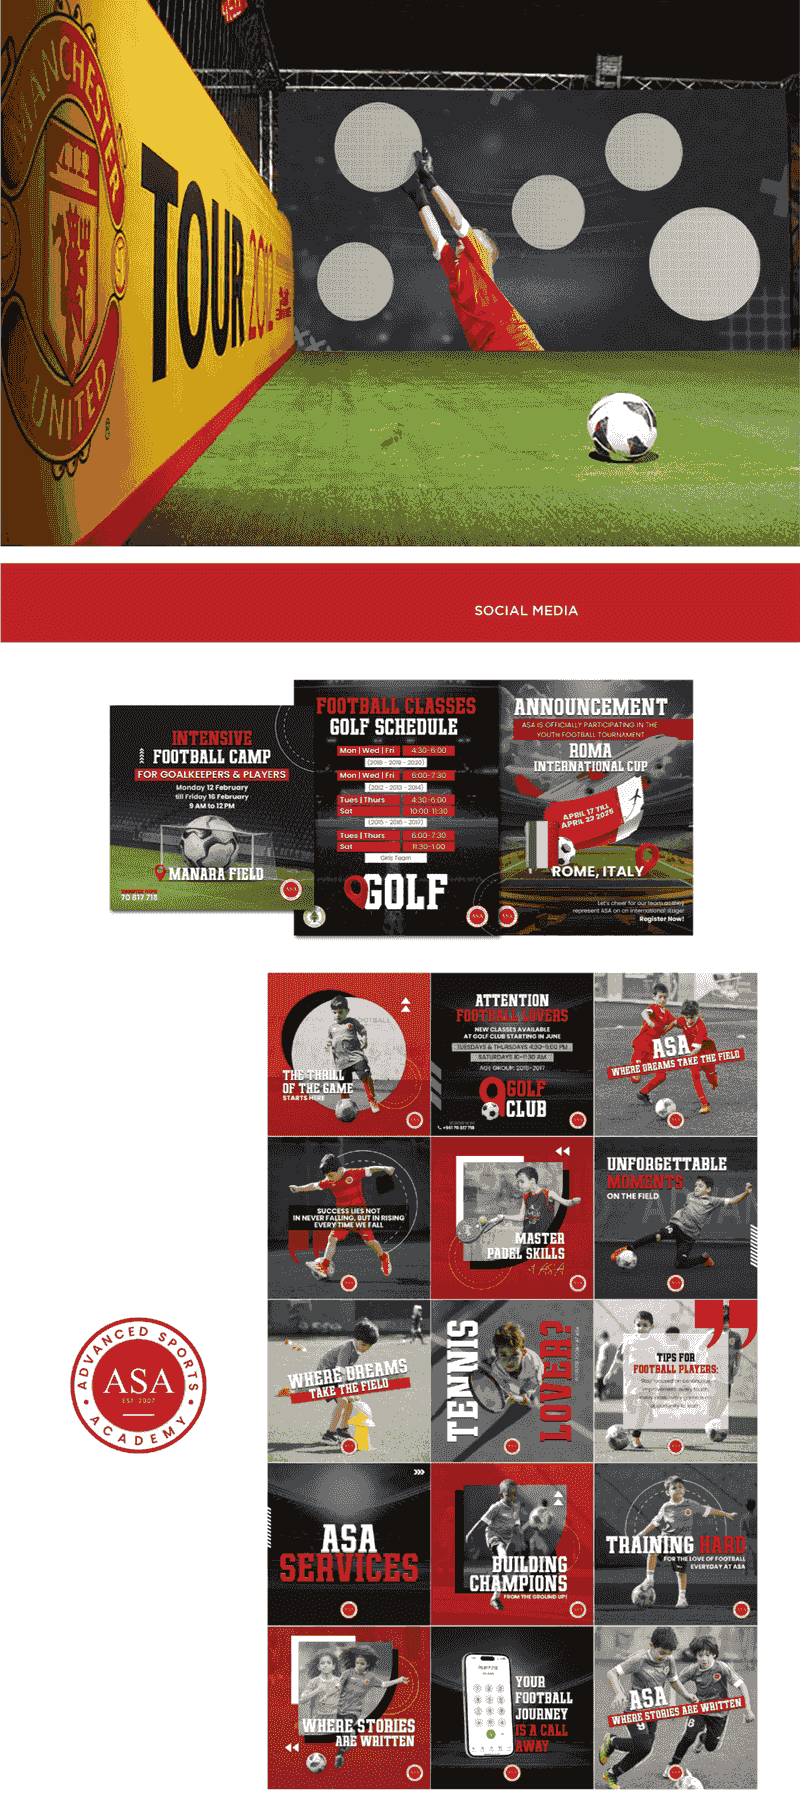 MANCHESTER
UNITED
TOUR 2012
SOCIAL MEDIA
INTENSIVE
FOOTBALL CAMP
FOR GOALKEEPERS & PLAYERS
Monday 12 February
till Friday 16 February
9 AM to 12 PM
MANARA FIELD
70 817 718
FOOTBALL CLASSES
GOLF SCHEDULE
Mon | Wed | Fri 4:30-6:00
(2018 - 2019 - 2020)
Mon | Wed | Fri 6:00-7:30
(2012 - 2013 - 2014)
Tues | Thurs 4:30-6:00
Sat 10:00-11:30
(2015 - 2016 - 2017)
Tues | Thurs 6:00-7:30
Sat 11:30-1:00
Girls Team
GOLF
ASA
ANNOUNCEMENT
ASA IS OFFICIALLY PARTICIPATING IN THE
YOUTH FOOTBALL TOURNAMENT
ROMA
INTERNATIONAL CUP
APRIL 17 TILL
APRIL 22 2025
ROME, ITALY
Let's cheer for our team as they
represent ASA on an international stage!
Register Now!
ASA
THE THRILL
OF THE GAME
STARTS HERE
ATTENTION
FOOTBALL LOVERS
NEW CLASSES AVAILABLE
AT GOLF CLUB STARTING IN JUNE
TUESDAYS & THURSDAYS 4:30-6:00 PM
SATURDAYS 10-11:30 AM
AGE GROUP: 2015-2017
GOLF
CLUB
+961 70 817 718
ASA
WHERE DREAMS TAKE THE FIELD
SUCCESS LIES NOT
IN NEVER FALLING, BUT IN RISING
EVERY TIME WE FALL
MASTER
PADEL SKILLS
ASA
UNFORGETTABLE
MOMENTS
ON THE FIELD
WHERE DREAMS
TAKE THE FIELD
TENNIS
LOVER?
TIPS FOR
FOOTBALL PLAYERS:
ADVANCED SPORTS
ASA
EST 2007
ACADEMY
ASA
SERVICES
BUILDING
CHAMPIONS
FROM THE GROUND UP!
TRAINING HARD
FOR THE LOVE OF FOOTBALL
EVERYDAY AT ASA
WHERE STORIES
ARE WRITTEN
YOUR
FOOTBALL
JOURNEY
IS A CALL
AWAY
ASA
WHERE STORIES ARE WRITTEN